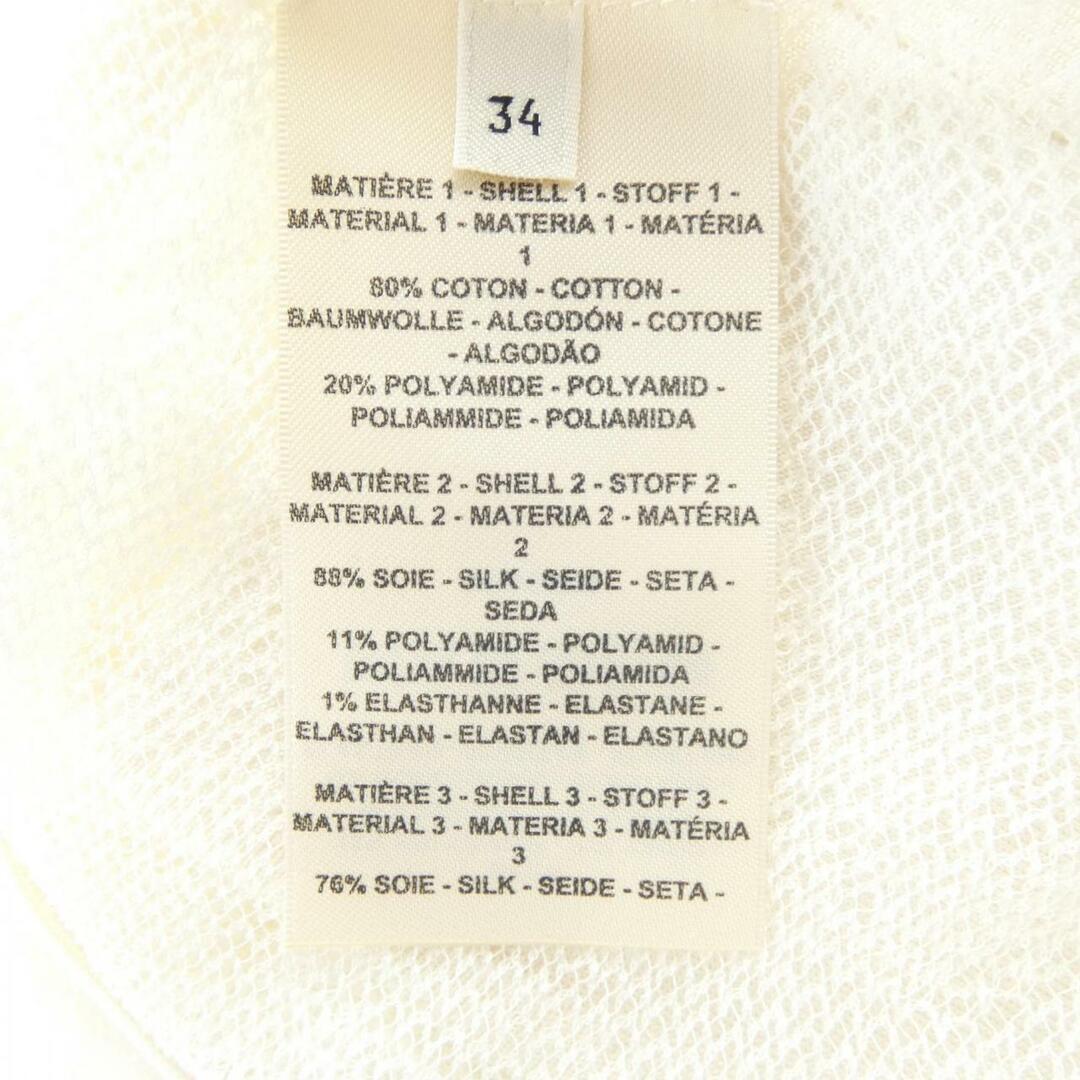 34
MATIÈRE 1 - SHELL 1 - STOFF 1 -
MATERIAL 1 - MATERIA 1 - MATÉRIA
1
80% COTON - COTTON -
BAUMWOLLE - ALGODÓN - COTONE
- ALGODÃO
20% POLYAMIDE - POLYAMID -
POLIAMMIDE - POLIAMIDA
MATIÈRE 2 - SHELL 2 - STOFF 2 -
MATERIAL 2 - MATERIA 2 - MATÉRIA
2
88% SOIE - SILK - SEIDE - SETA -
SEDA
11% POLYAMIDE - POLYAMID -
POLIAMMIDE - POLIAMIDA
1% ELASTHANNE - ELASTANE -
ELASTHAN - ELASTAN - ELASTANO
MATIÈRE 3 - SHELL 3 - STOFF 3 -
MATERIAL 3 - MATERIA 3 - MATÉRIA
3
76% SOIE - SILK - SEIDE - SETA -